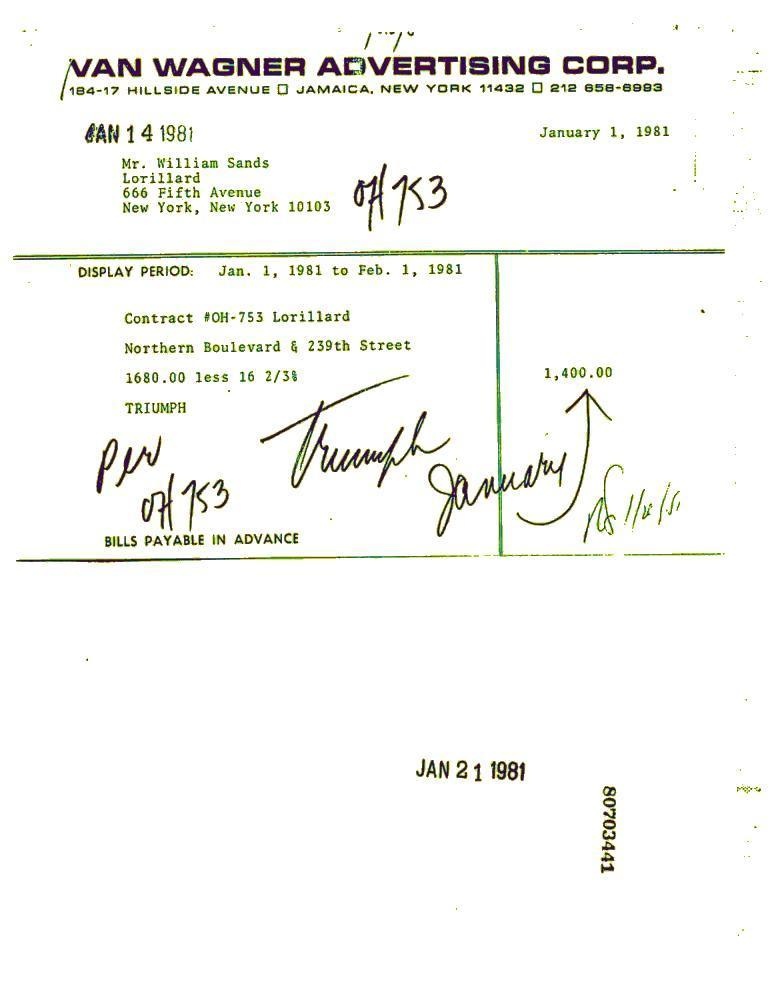 VAN WAGNER ADVERTISING CORP.
184-17 HILLSIDE AVENUE □ JAMAICA, NEW YORK 11432 □ 212 658-6993
JAN 14 1981
January 1, 1981
Mr. William Sands
Lorillard
666 Fifth Avenue
New York, New York 10103
OH 753
DISPLAY PERIOD: Jan. 1, 1981 to Feb. 1, 1981
Contract #OH-753 Lorillard
Northern Boulevard & 239th Street
1680.00 less 16 2/3% 1,400.00
TRIUMPH
Triumph
Per
OH 753
January
BILLS PAYABLE IN ADVANCE
JAN 21 1981
80703441